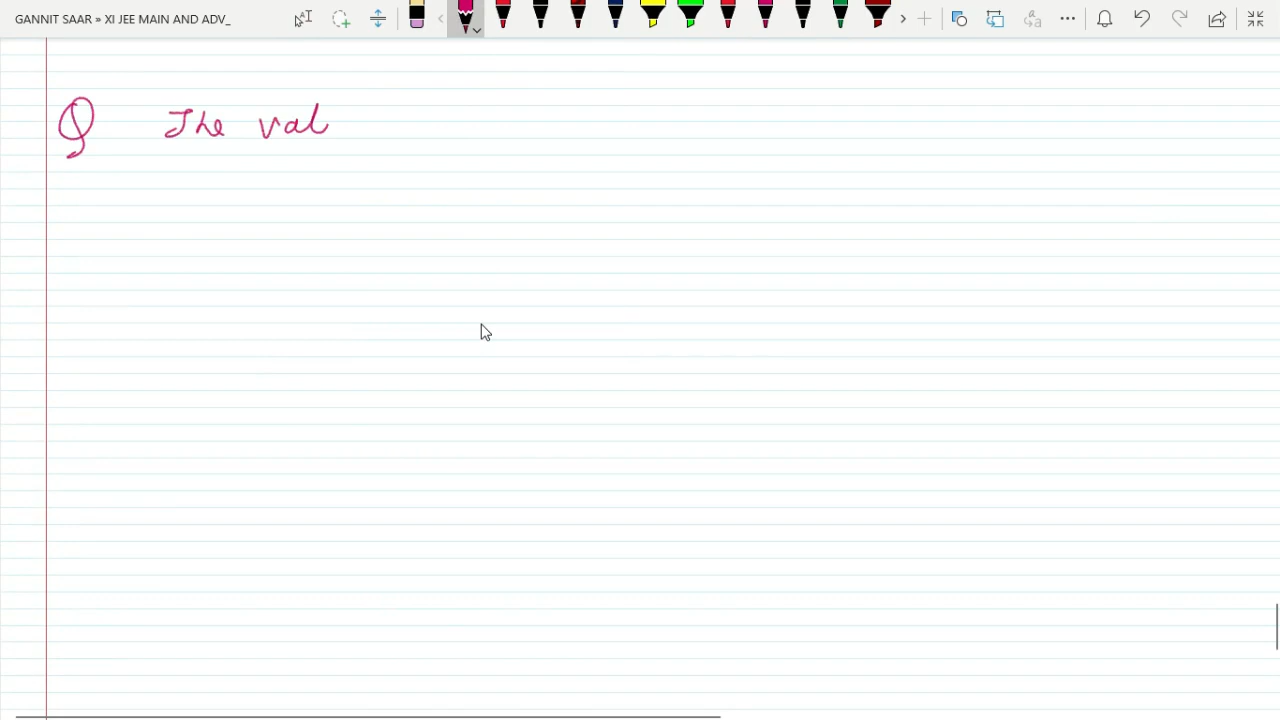 GANNIT SAAR » XI JEE MAIN AND ADV_
Q The val